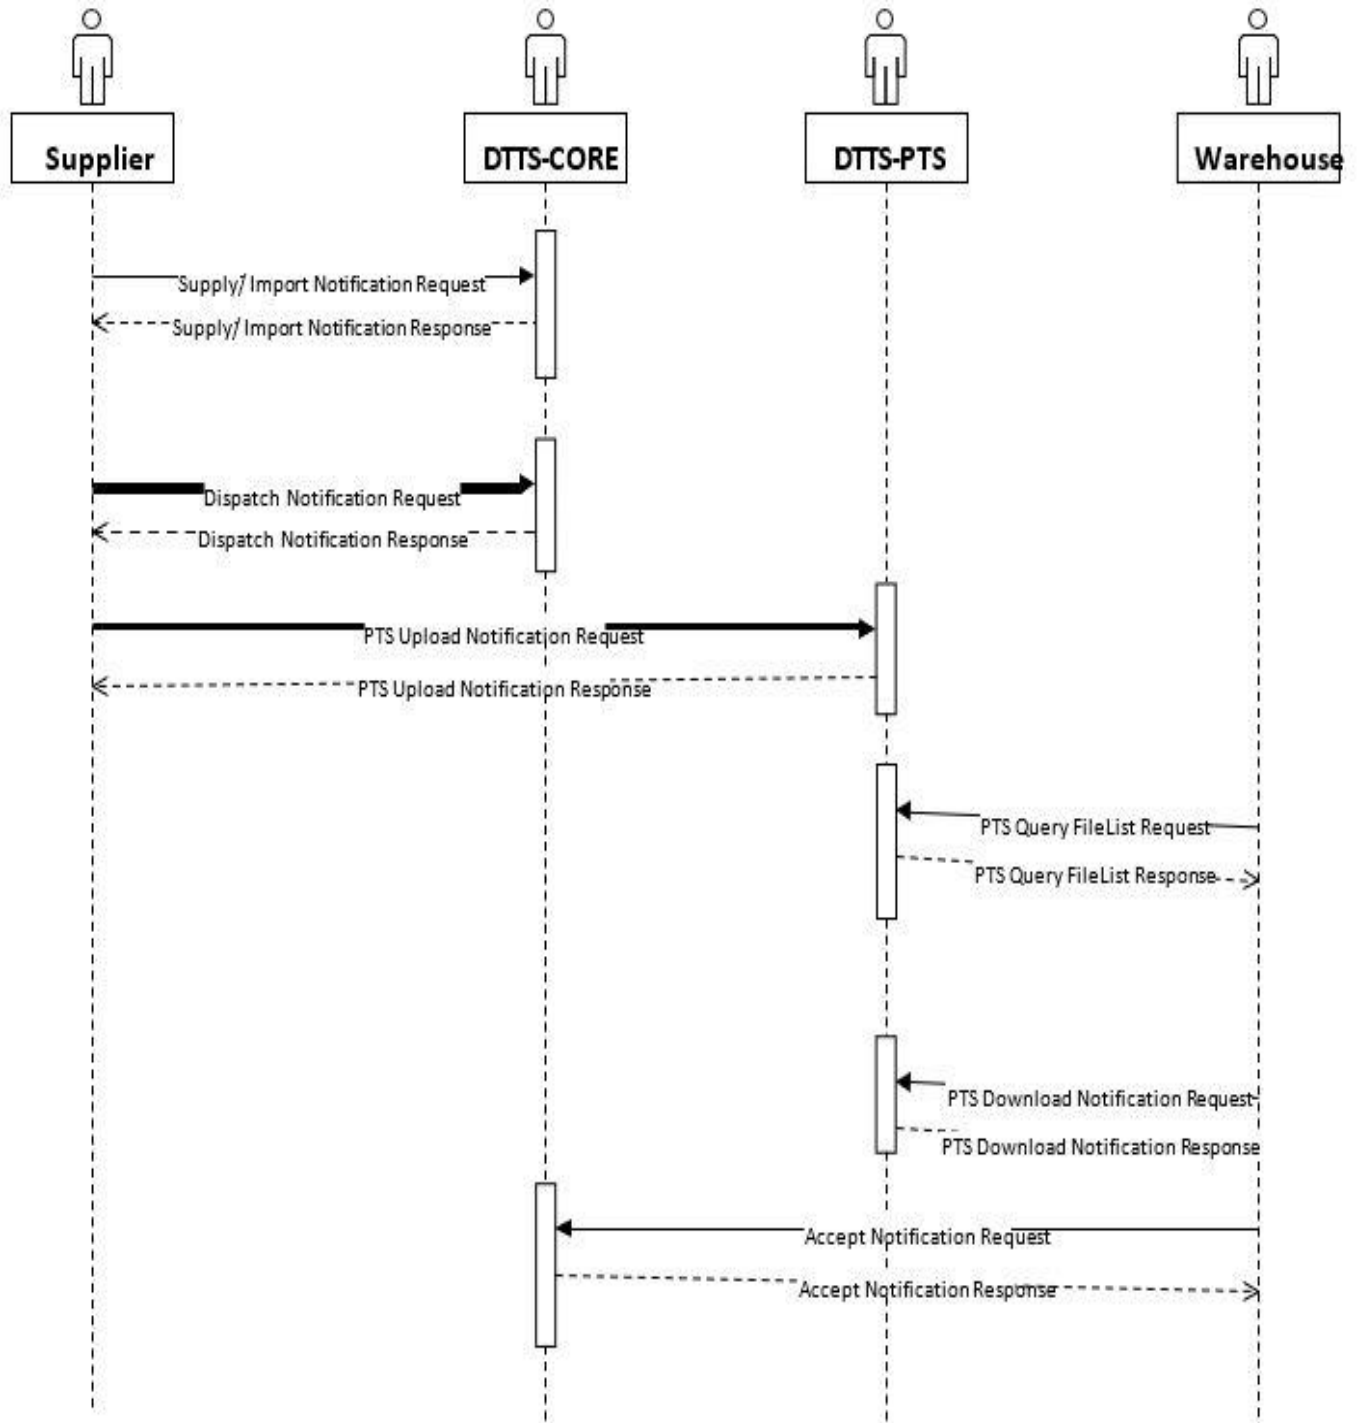 Supplier
DTTS-CORE
DTTS-PTS
Warehouse
Supply/ Import Notification Request
Supply/ Import Notification Response
Dispatch Notification Request
Dispatch Notification Response
PTS Upload Notification Request
PTS Upload Notification Response
PTS Query FileList Request
PTS Query FileList Response
PTS Download Notification Request
PTS Download Notification Response
Accept Notification Request
Accept Notification Response